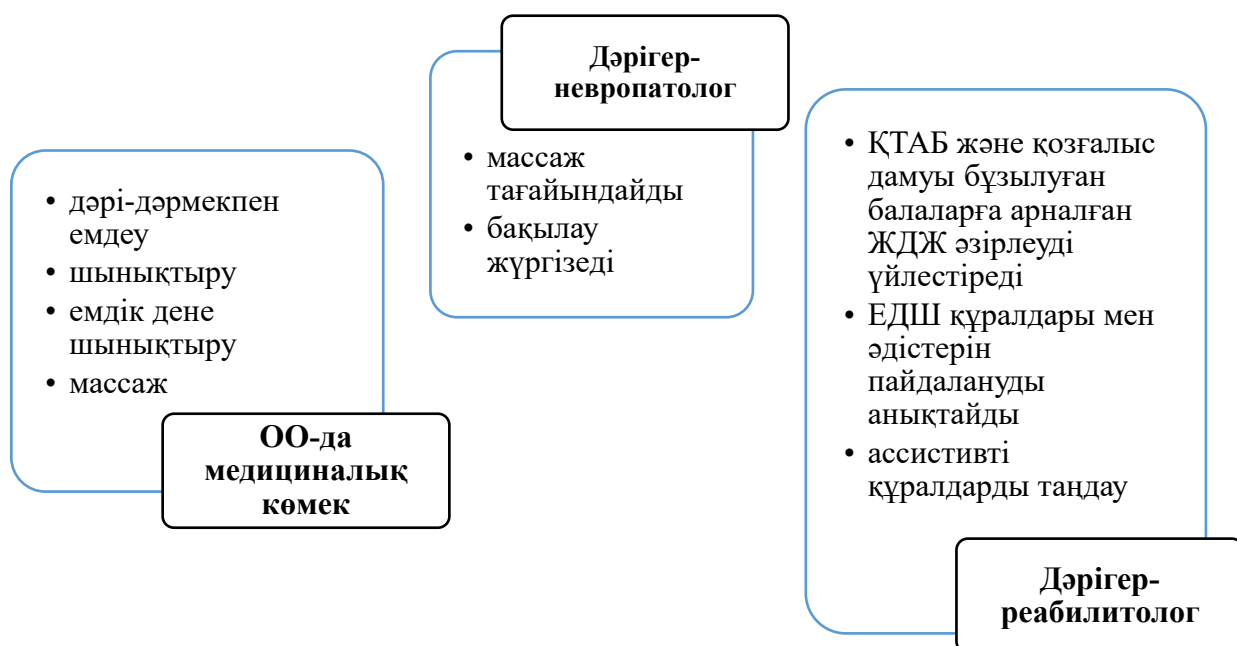 • дәрі-дәрмекпен
емдеу
• шынықтыру
• емдік дене
шынықтыру
• массаж
ОО-да
медициналық
көмек
Дәрігер-
невропатолог
• массаж
тағайындайды
• бақылау
жүргізеді
• ҚТАБ және қозғалыс
дамуы бұзылуған
балаларға арналған
ЖДЖ әзірлеуді
үйлестіреді
• ЕДШ құралдары мен
әдістерін
пайдалануды
анықтайды
• ассистивті
құралдарды таңдау
Дәрігер-
реабилитолог